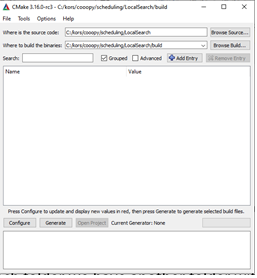 CMake 3.16.0-rc3 - C:/kors/cooopy/scheduling/LocalSearch/build
File Tools Options Help
Where is the source code: C:/kors/cooopy/scheduling/LocalSearch Browse Source...
Where to build the binaries: C:/kors/cooopy/scheduling/LocalSearch/build Browse Build...
Search: Grouped Advanced Add Entry Remove Entry
Name Value
Press Configure to update and display new values in red, then press Generate to generate selected build files.
Configure Generate Open Project Current Generator: None